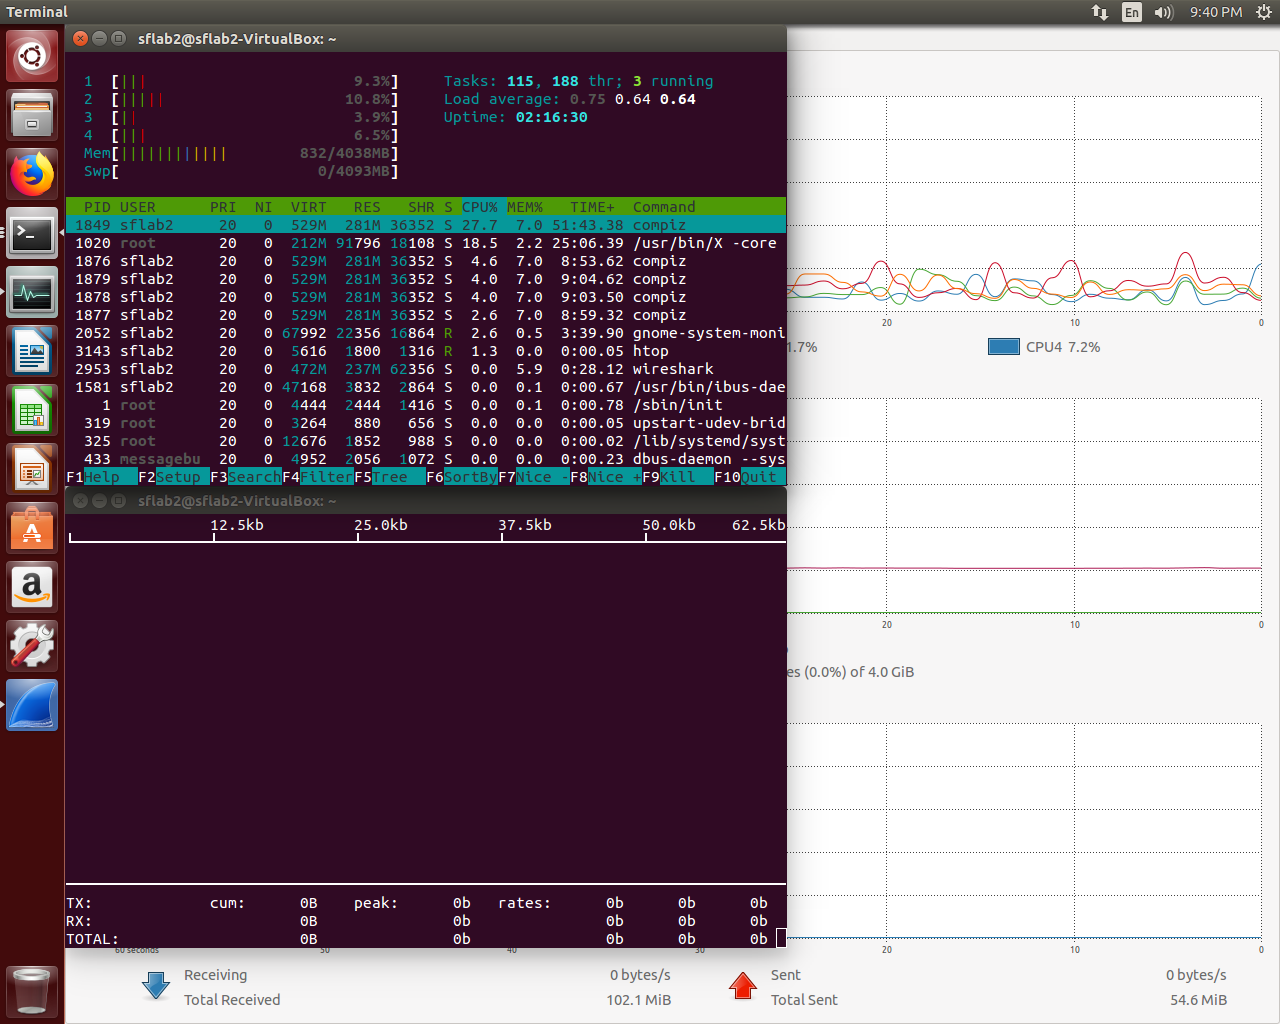 Terminal
En
9:40 PM
sflab2@sflab2-VirtualBox: ~
1 [||| 9.3%] Tasks: 115, 188 thr; 3 running
2 [||||| 10.8%] Load average: 0.75 0.64 0.64
3 [|| 3.9%] Uptime: 02:16:30
4 [||| 6.5%]
Mem[||||||||||||| 832/4038MB]
Swp[ 0/4093MB]
PID USER PRI NI VIRT RES SHR S CPU% MEM% TIME+ Command
1849 sflab2 20 0 529M 281M 36352 S 27.7 7.0 51:43.38 compiz
1020 root 20 0 212M 91796 18108 S 18.5 2.2 25:06.39 /usr/bin/X -core
1876 sflab2 20 0 529M 281M 36352 S 4.6 7.0 8:53.62 compiz
1879 sflab2 20 0 529M 281M 36352 S 4.0 7.0 9:04.62 compiz
1878 sflab2 20 0 529M 281M 36352 S 4.0 7.0 9:03.50 compiz
1877 sflab2 20 0 529M 281M 36352 S 2.6 7.0 8:59.32 compiz
2052 sflab2 20 0 67992 22356 16864 R 2.6 0.5 3:39.90 gnome-system-moni
3143 sflab2 20 0 5616 1800 1316 R 1.3 0.0 0:00.05 htop
2953 sflab2 20 0 472M 237M 62356 S 0.0 5.9 0:28.12 wireshark
1581 sflab2 20 0 47168 3832 2864 S 0.0 0.1 0:00.67 /usr/bin/ibus-dae
1 root 20 0 4444 2444 1416 S 0.0 0.1 0:00.78 /sbin/init
319 root 20 0 3264 880 656 S 0.0 0.0 0:00.05 upstart-udev-brid
325 root 20 0 12676 1852 988 S 0.0 0.0 0:00.02 /lib/systemd/syst
433 messagebu 20 0 4952 2056 1072 S 0.0 0.0 0:00.23 dbus-daemon --sys
F1Help F2Setup F3SearchF4FilterF5Tree F6SortByF7Nice -F8Nice +F9Kill F10Quit
20 10 0
1.7% CPU4 7.2%
sflab2@sflab2-VirtualBox: ~
12.5kb 25.0kb 37.5kb 50.0kb 62.5kb
20 10 0
es (0.0%) of 4.0 GiB
TX: cum: 0B peak: 0b rates: 0b 0b 0b
RX: 0B 0b 0b 0b 0b
TOTAL: 0B 0b 0b 0b 0b
60 seconds 50 40 30 20 10 0
Receiving 0 bytes/s Sent 0 bytes/s
Total Received 102.1 MiB Total Sent 54.6 MiB